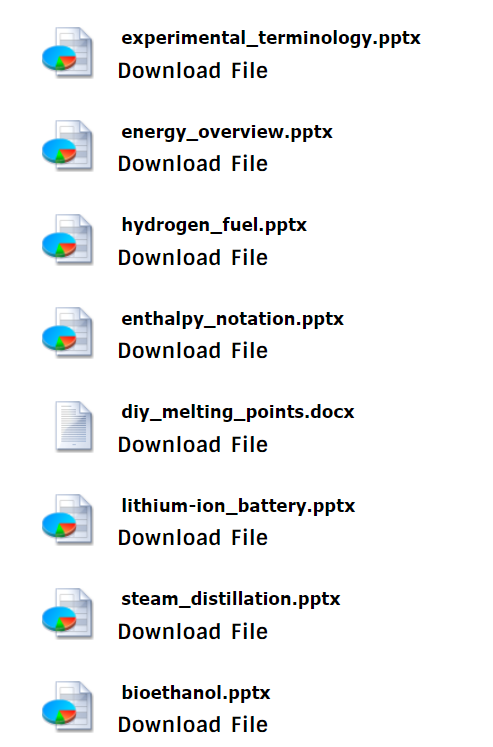 experimental_terminology.pptx
Download File
energy_overview.pptx
Download File
hydrogen_fuel.pptx
Download File
enthalpy_notation.pptx
Download File
diy_melting_points.docx
Download File
lithium-ion_battery.pptx
Download File
steam_distillation.pptx
Download File
bioethanol.pptx
Download File